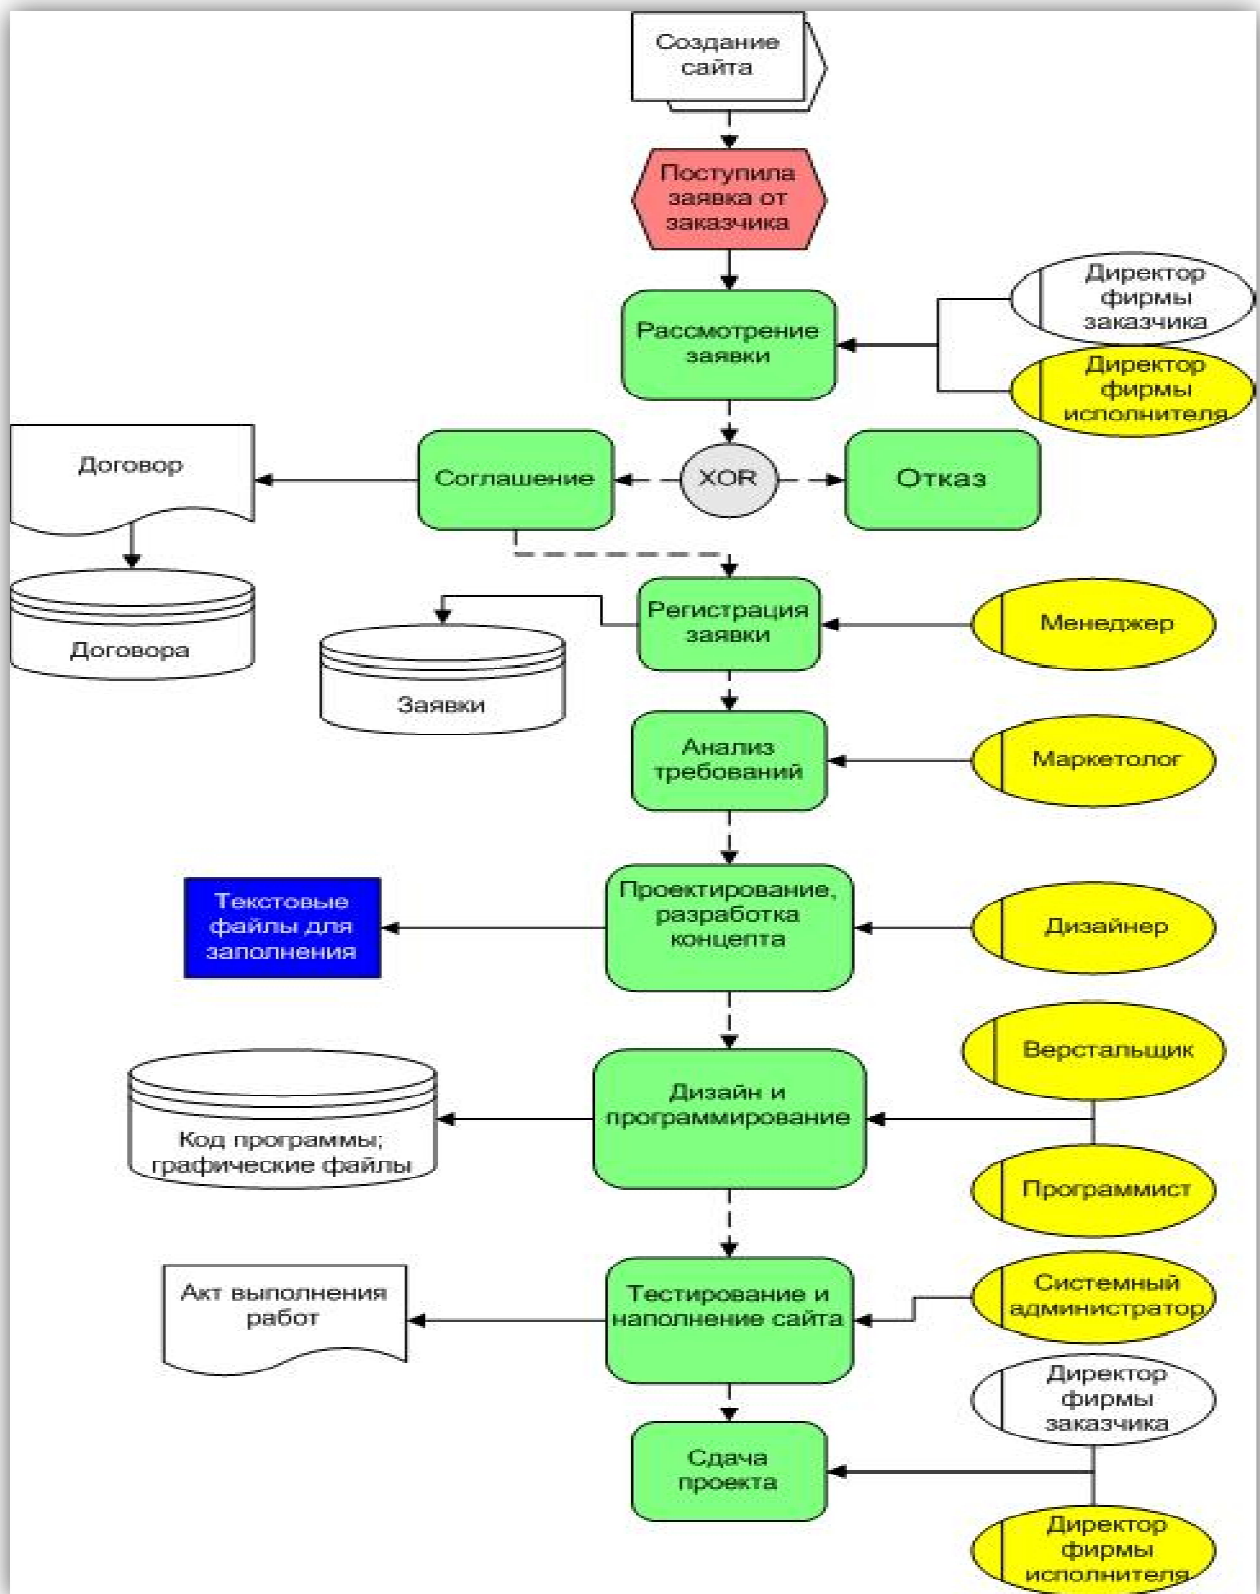 Создание
сайта
Поступила
заявка от
заказчика
Рассмотрение
заявки
Директор
фирмы
заказчика
Директор
фирмы
исполнителя
Договор
Соглашение
XOR
Отказ
Договора
Заявки
Регистрация
заявки
Менеджер
Анализ
требований
Маркетолог
Текстовые
файлы для
заполнения
Проектирование,
разработка
концепта
Дизайнер
Код программы;
графические файлы
Дизайн и
программирование
Верстальщик
Программист
Акт выполнения
работ
Тестирование и
наполнение сайта
Системный
администратор
Сдача
проекта
Директор
фирмы
заказчика
Директор
фирмы
исполнителя